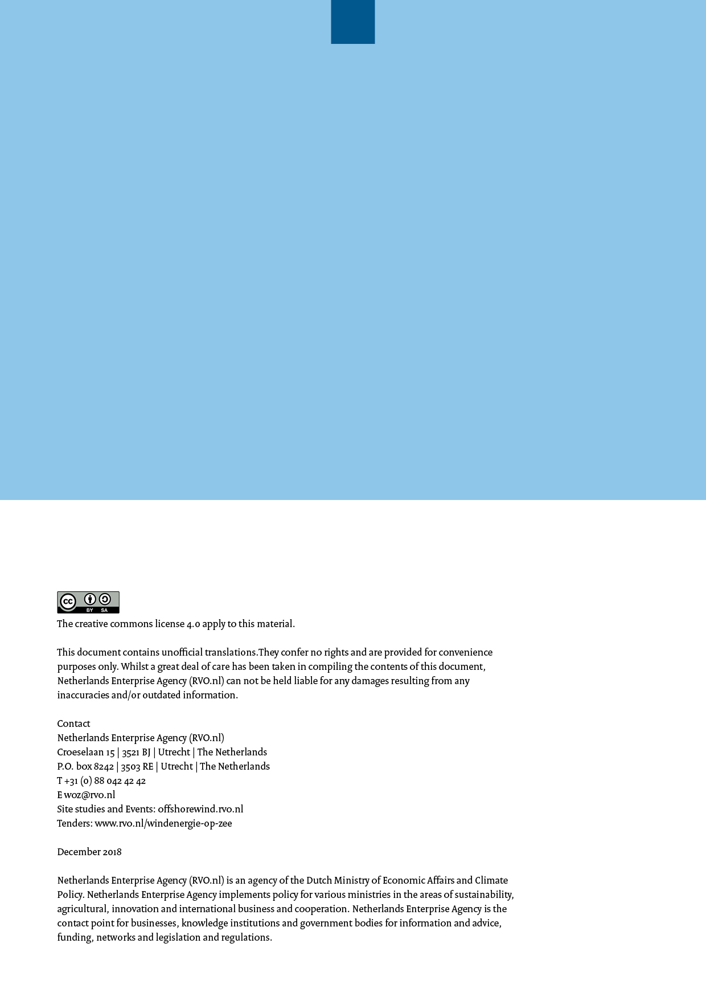 cc BY SA
The creative commons license 4.0 apply to this material.
This document contains unofficial translations.They confer no rights and are provided for convenience
purposes only. Whilst a great deal of care has been taken in compiling the contents of this document,
Netherlands Enterprise Agency (RVO.nl) can not be held liable for any damages resulting from any
inaccuracies and/or outdated information.
Contact
Netherlands Enterprise Agency (RVO.nl)
Croeselaan 15 | 3521 BJ | Utrecht | The Netherlands
P.O. box 8242 | 3503 RE | Utrecht | The Netherlands
T +31 (0) 88 042 42 42
E woz@rvo.nl
Site studies and Events: offshorewind.rvo.nl
Tenders: www.rvo.nl/windenergie-op-zee
December 2018
Netherlands Enterprise Agency (RVO.nl) is an agency of the Dutch Ministry of Economic Affairs and Climate
Policy. Netherlands Enterprise Agency implements policy for various ministries in the areas of sustainability,
agricultural, innovation and international business and cooperation. Netherlands Enterprise Agency is the
contact point for businesses, knowledge institutions and government bodies for information and advice,
funding, networks and legislation and regulations.